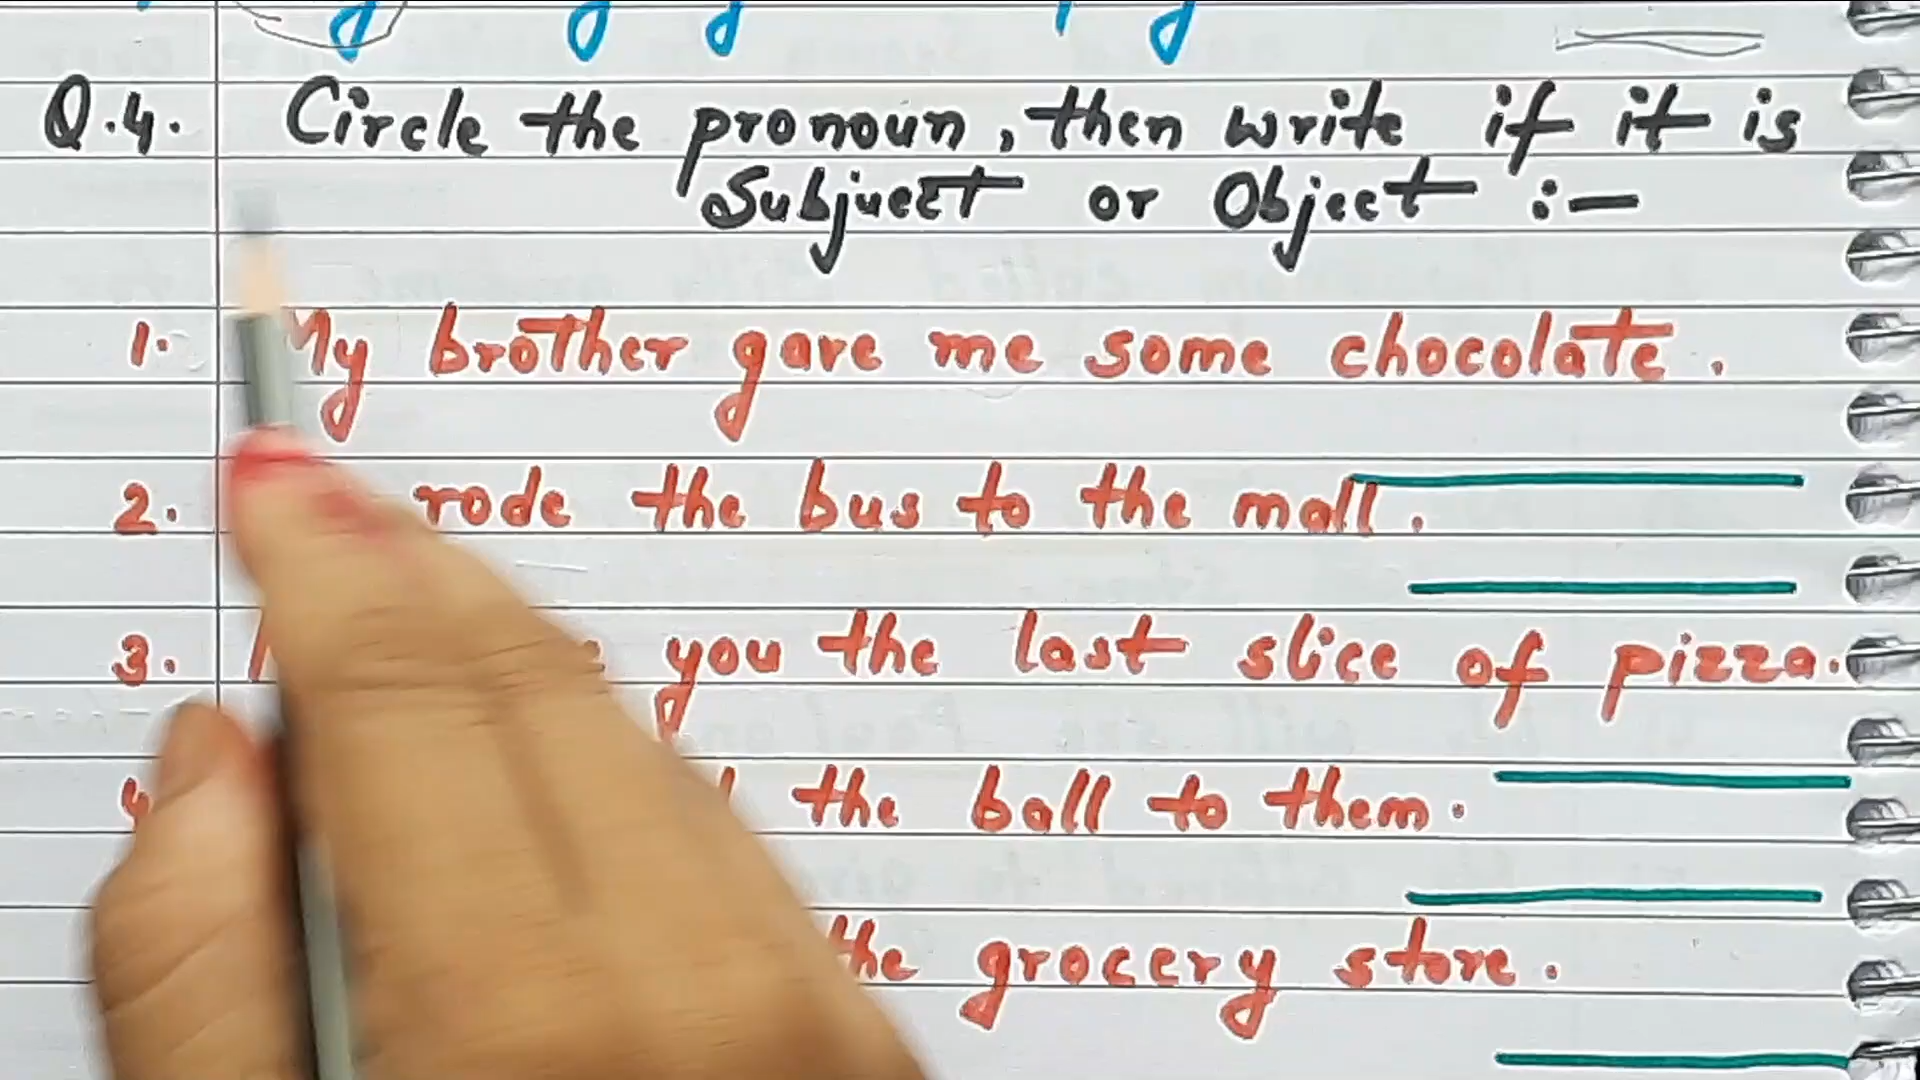 Q.4. Circle the pronoun, then write if it is
Subjuect or Object :-
1. My brother gave me some chocolate.
2. rode the bus to the mall.
3. you the last slice of pizza.
4 the ball to them.
the grocery store.